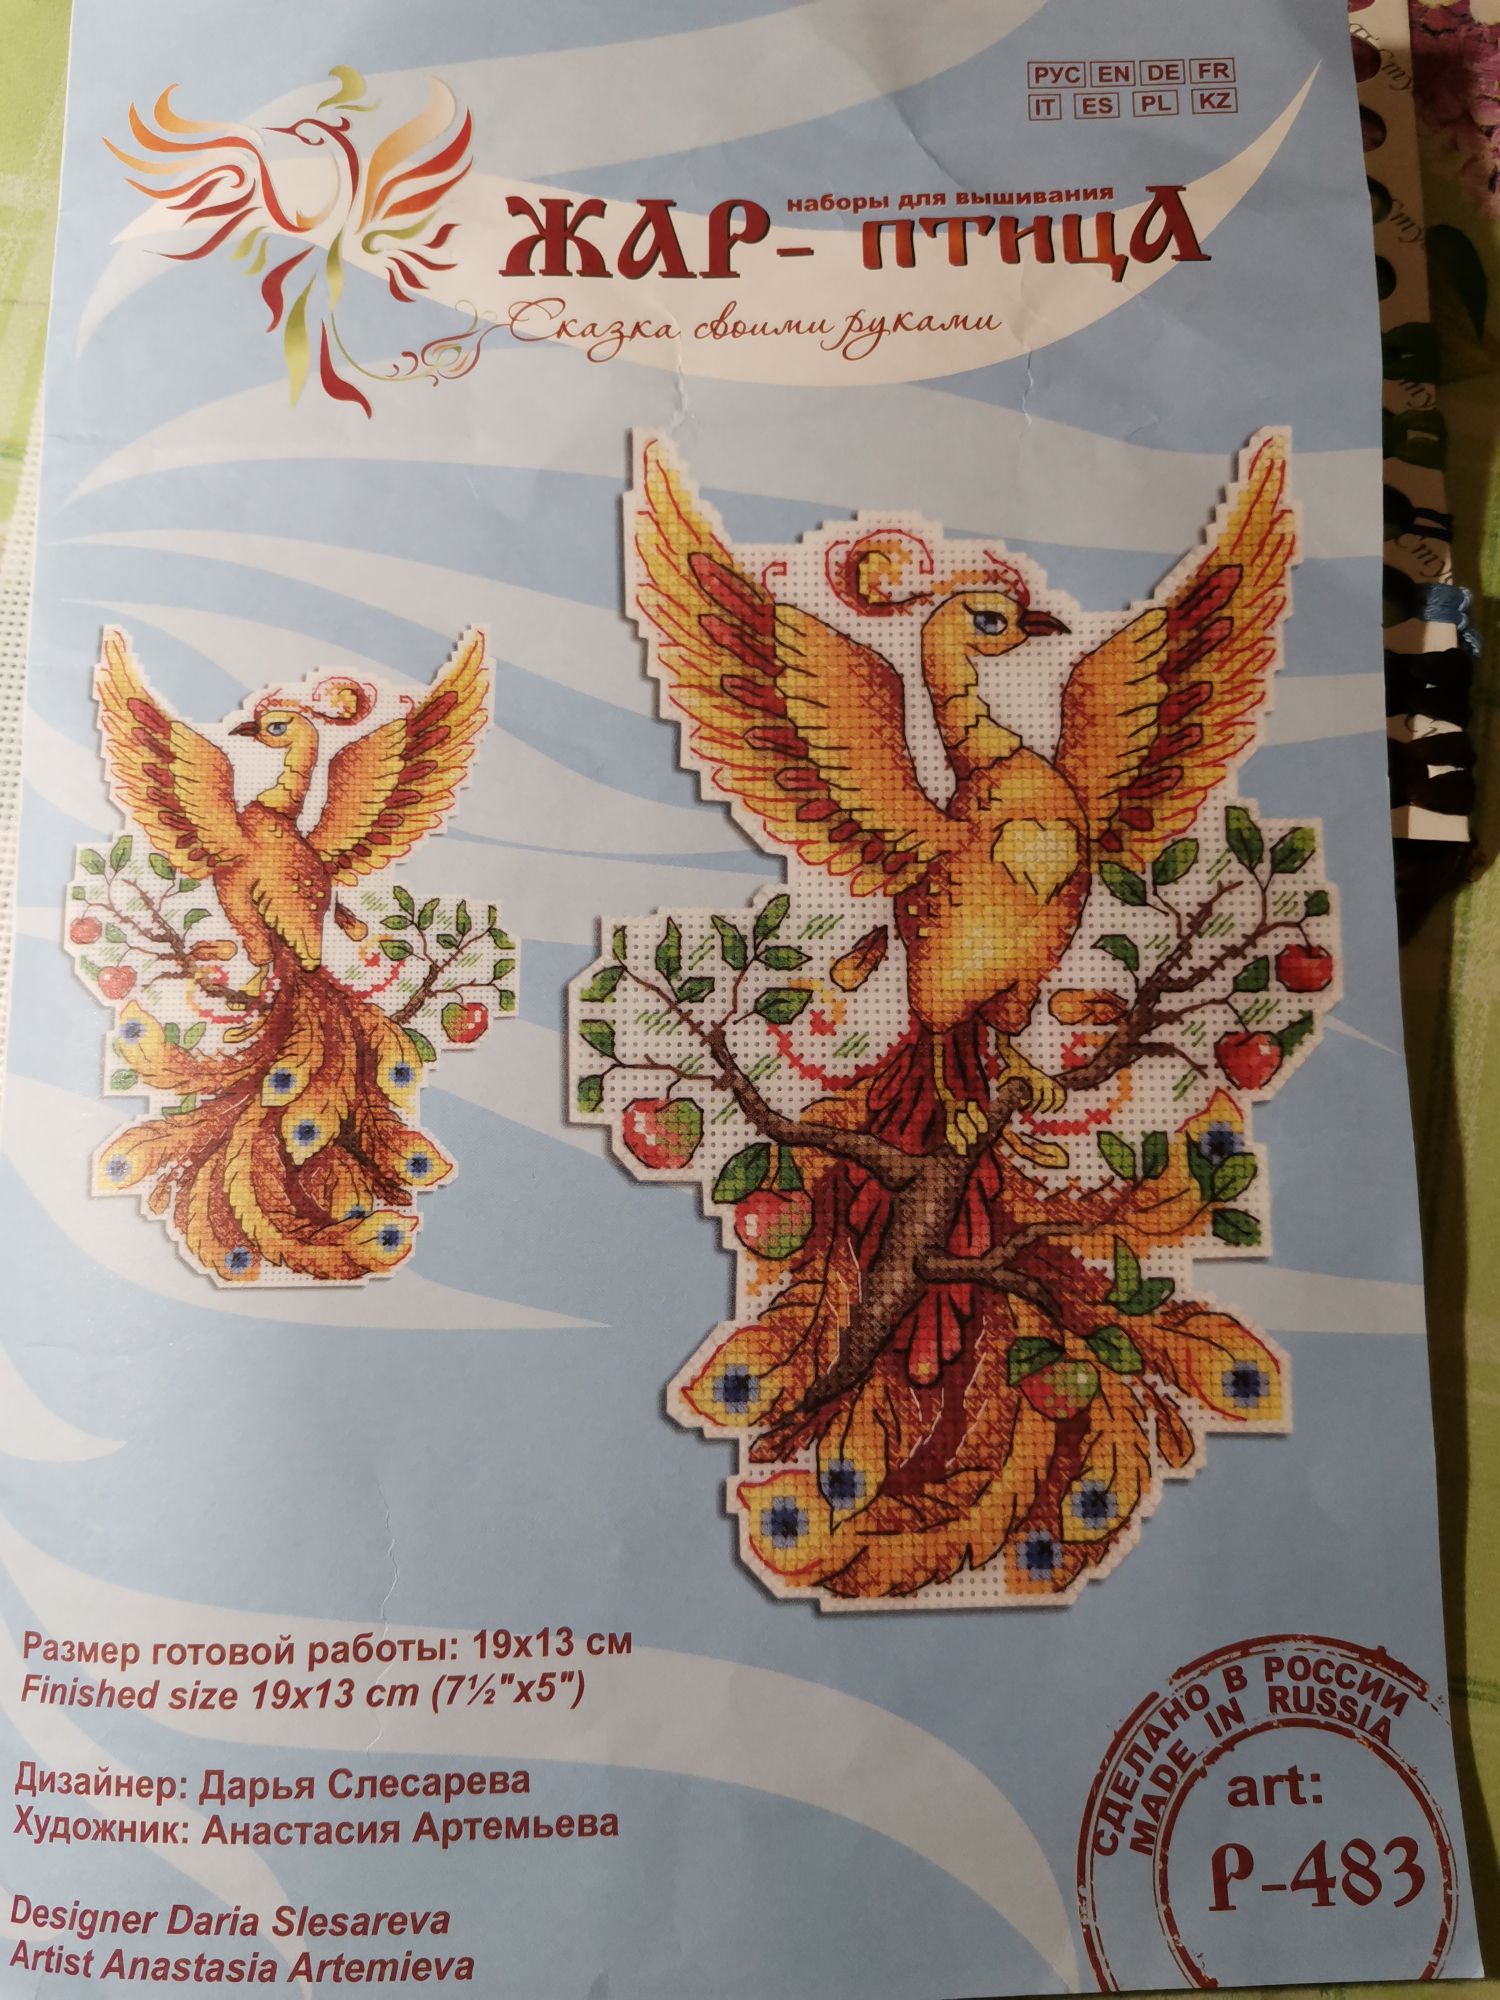 РУС EN DE FR
IT ES PL KZ
наборы для вышивания
ЖАР-ПТИЦА
Сказка своими руками
Размер готовой работы: 19х13 см
Finished size 19x13 cm (7½"x5")
Дизайнер: Дарья Слесарева
Художник: Анастасия Артемьева
Designer Daria Slesareva
Artist Anastasia Artemieva
СДЕЛАНО В РОССИИ
MADE IN RUSSIA
art:
Р-483